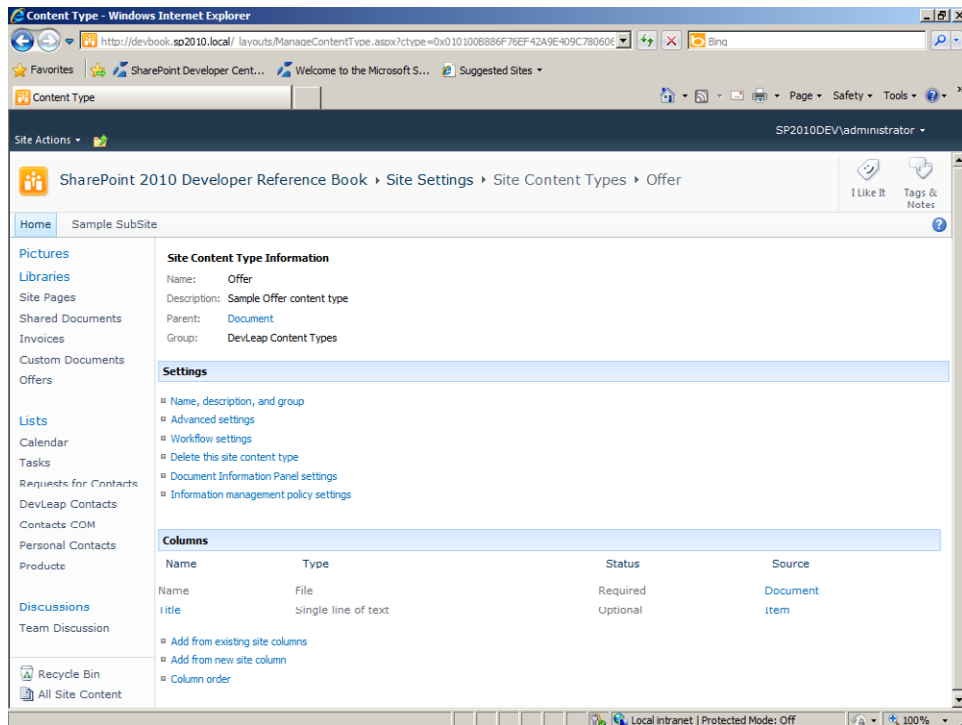 Content Type - Windows Internet Explorer
http://devbook.sp2010.local/_layouts/ManageContentType.aspx?ctype=0x010100B886F76EF42A9E409C780606
Bing
Favorites SharePoint Developer Cent... Welcome to the Microsoft S... Suggested Sites
Content Type
Page Safety Tools
Site Actions
SP2010DEV\administrator
SharePoint 2010 Developer Reference Book Site Settings Site Content Types Offer
I Like It
Tags &
Notes
Home Sample SubSite
Pictures
Libraries
Site Pages
Shared Documents
Invoices
Custom Documents
Offers
Lists
Calendar
Tasks
Requests for Contacts
DevLeap Contacts
Contacts COM
Personal Contacts
Products
Discussions
Team Discussion
Recycle Bin
All Site Content
Site Content Type Information
Name: Offer
Description: Sample Offer content type
Parent: Document
Group: DevLeap Content Types
Settings
Name, description, and group
Advanced settings
Workflow settings
Delete this site content type
Document Information Panel settings
Information management policy settings
Columns
Name Type Status Source
Name File Required Document
Title Single line of text Optional Item
Add from existing site columns
Add from new site column
Column order
Local intranet | Protected Mode: Off
100%